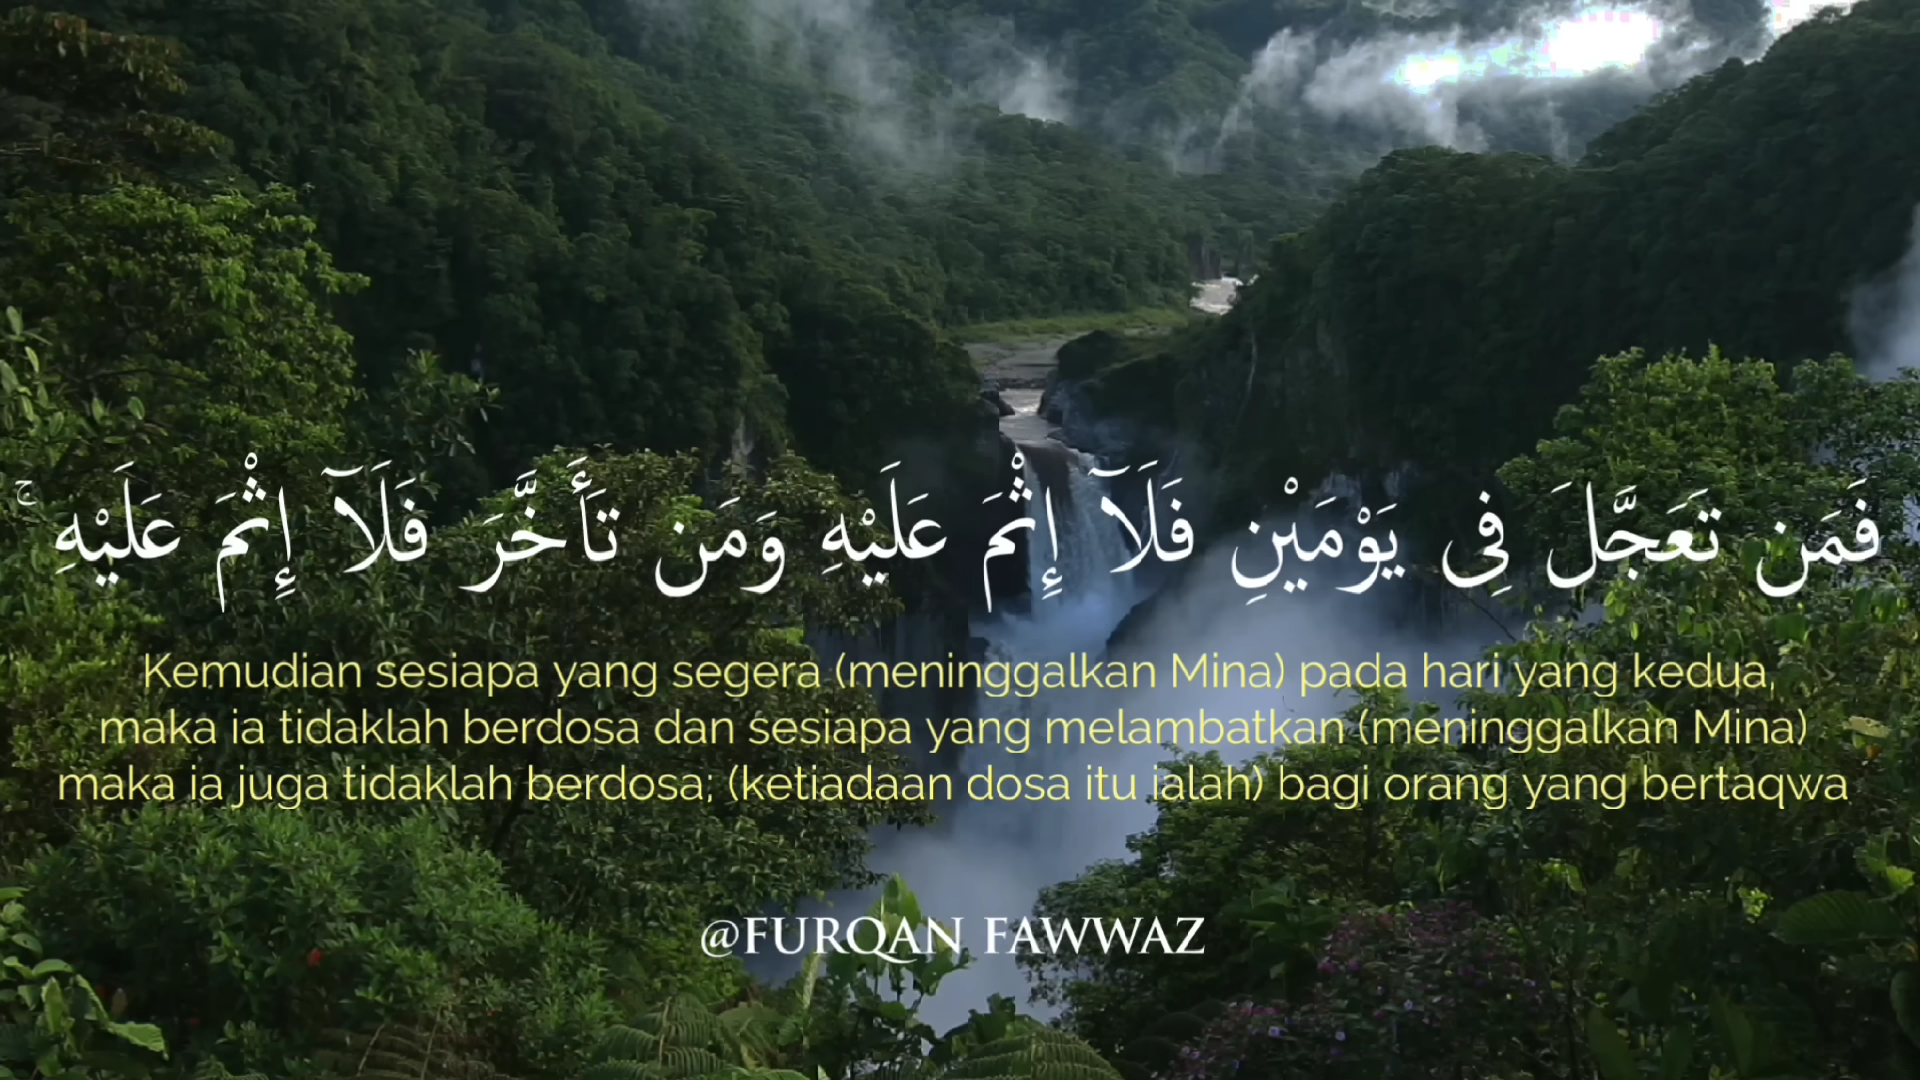 فَمَن تَعَجَّلَ فِى يَوْمَيْنِ فَلَآ إِثْمَ عَلَيْهِ وَمَن تَأَخَّرَ فَلَآ إِثْمَ عَلَيْهِ ۚ
Kemudian sesiapa yang segera (meninggalkan Mina) pada hari yang kedua,
maka ia tidaklah berdosa dan sesiapa yang melambatkan (meninggalkan Mina)
maka ia juga tidaklah berdosa; (ketiadaan dosa itu ialah) bagi orang yang bertaqwa
@FURQAN FAWWAZ